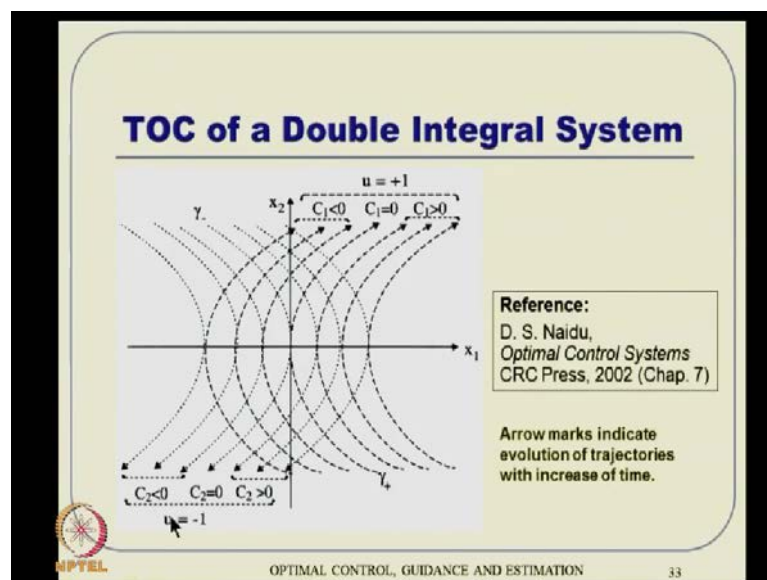 TOC of a Double Integral System
u = +1
x₂ C₁<0 C₁=0 C₁>0
γ₋
x₁
γ₊
C₂<0 C₂=0 C₂ >0
u = -1
Reference:
D. S. Naidu,
Optimal Control Systems
CRC Press, 2002 (Chap. 7)
Arrow marks indicate
evolution of trajectories
with increase of time.
NPTEL
OPTIMAL CONTROL, GUIDANCE AND ESTIMATION 33